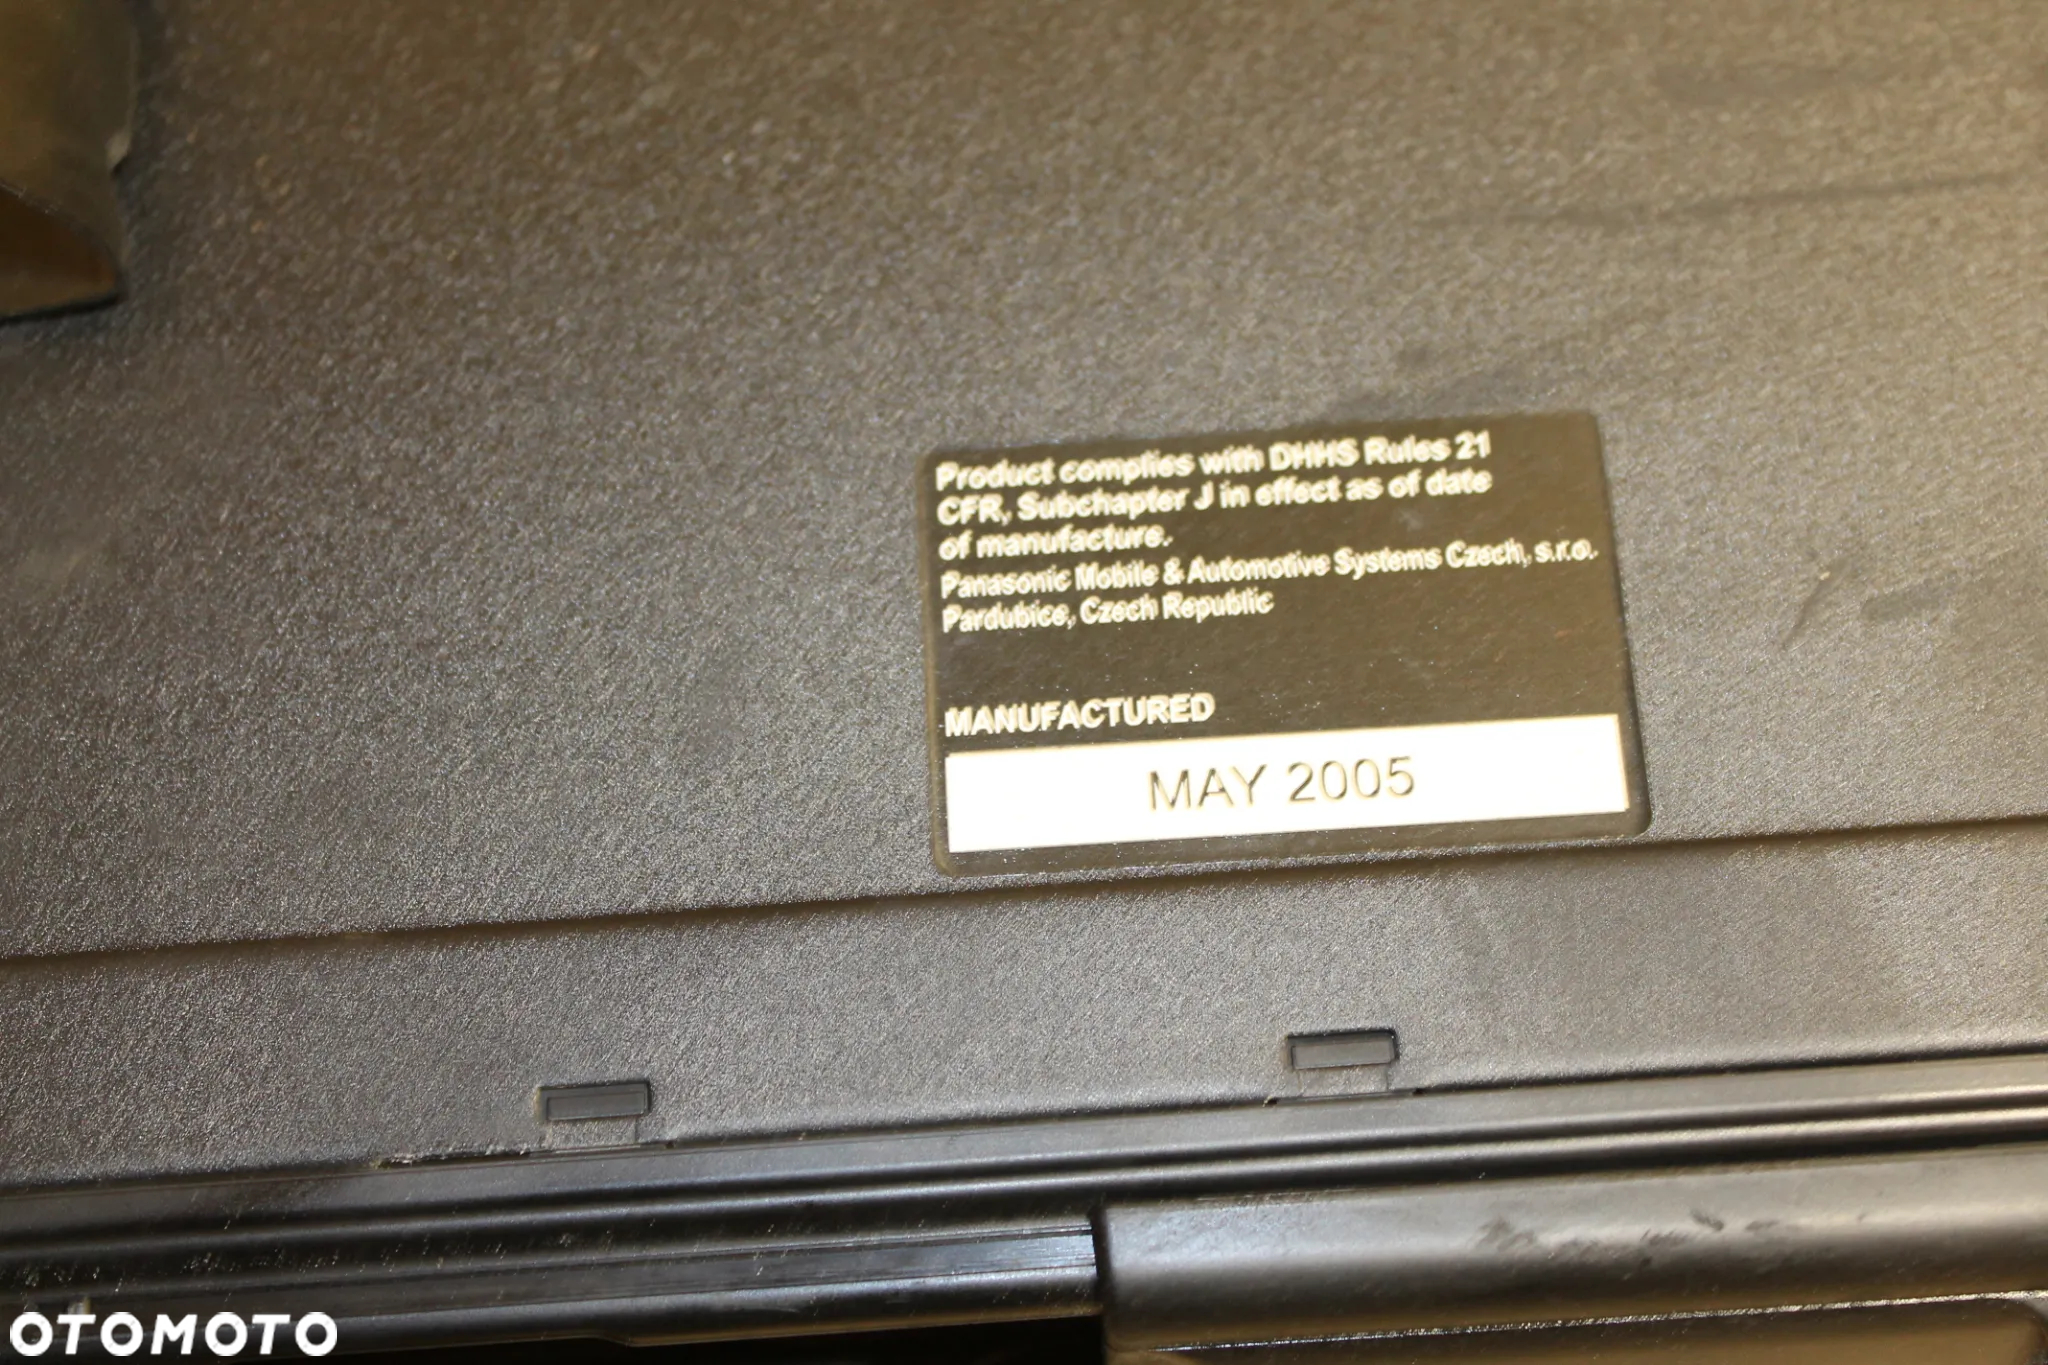 Product complies with DHHS Rules 21
CFR, Subchapter J in effect as of date
of manufacture.
Panasonic Mobile & Automotive Systems Czech, s.r.o.
Pardubice, Czech Republic
MANUFACTURED
MAY 2005
OTOMOTO